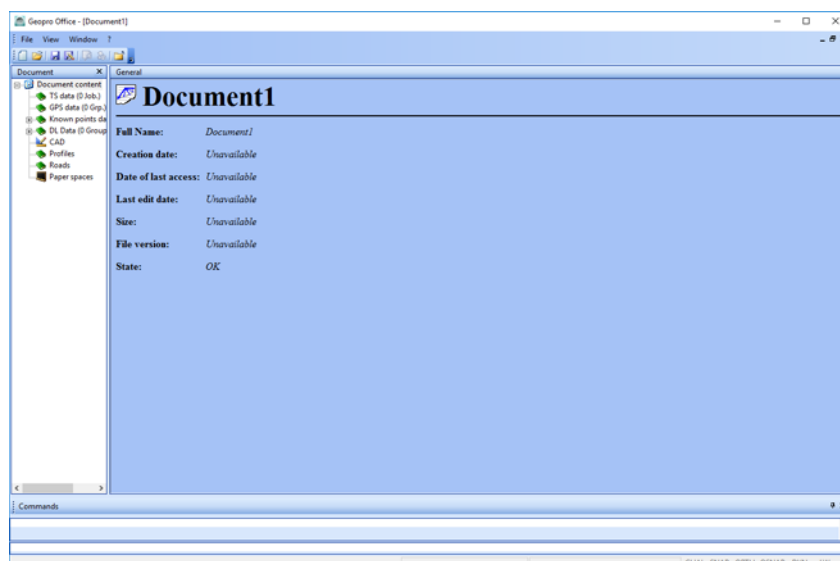 Geopro Office - [Document1]
File View Window ?
Document
General
Document content
TS data (0 Job.)
GPS data (0 Grp.)
Known points da
DL Data (0 Group
CAD
Profiles
Roads
Paper spaces
Document1
Full Name: Document1
Creation date: Unavailable
Date of last access: Unavailable
Last edit date: Unavailable
Size: Unavailable
File version: Unavailable
State: OK
Commands